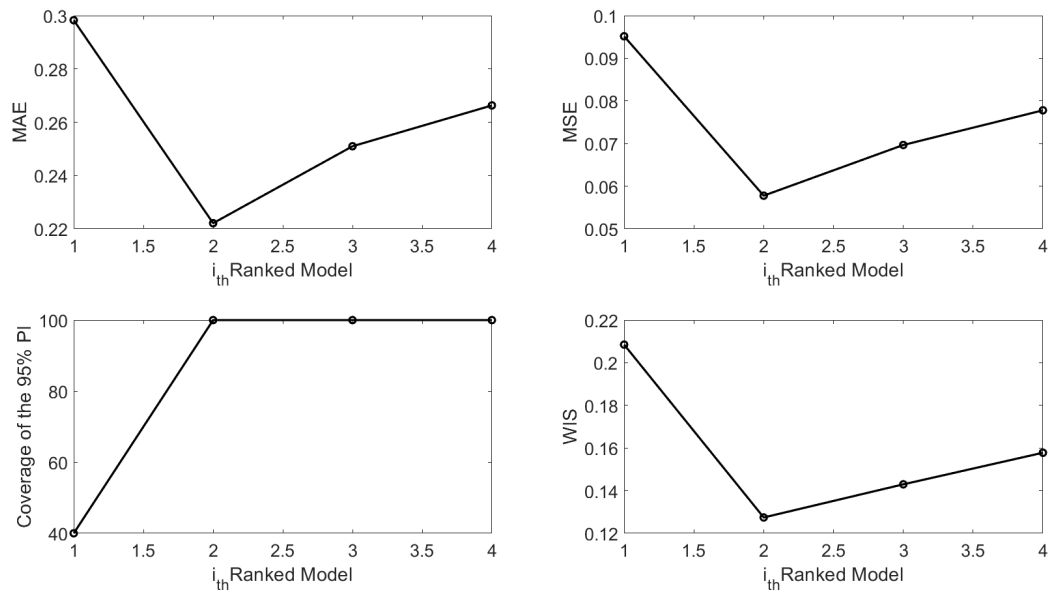 0.3
0.28
0.26
0.24
0.22
MAE
1 1.5 2 2.5 3 3.5 4
i_th Ranked Model
0.1
0.09
0.08
0.07
0.06
0.05
MSE
1 1.5 2 2.5 3 3.5 4
i_th Ranked Model
100
80
60
40
Coverage of the 95% PI
1 1.5 2 2.5 3 3.5 4
i_th Ranked Model
0.22
0.2
0.18
0.16
0.14
0.12
WIS
1 1.5 2 2.5 3 3.5 4
i_th Ranked Model